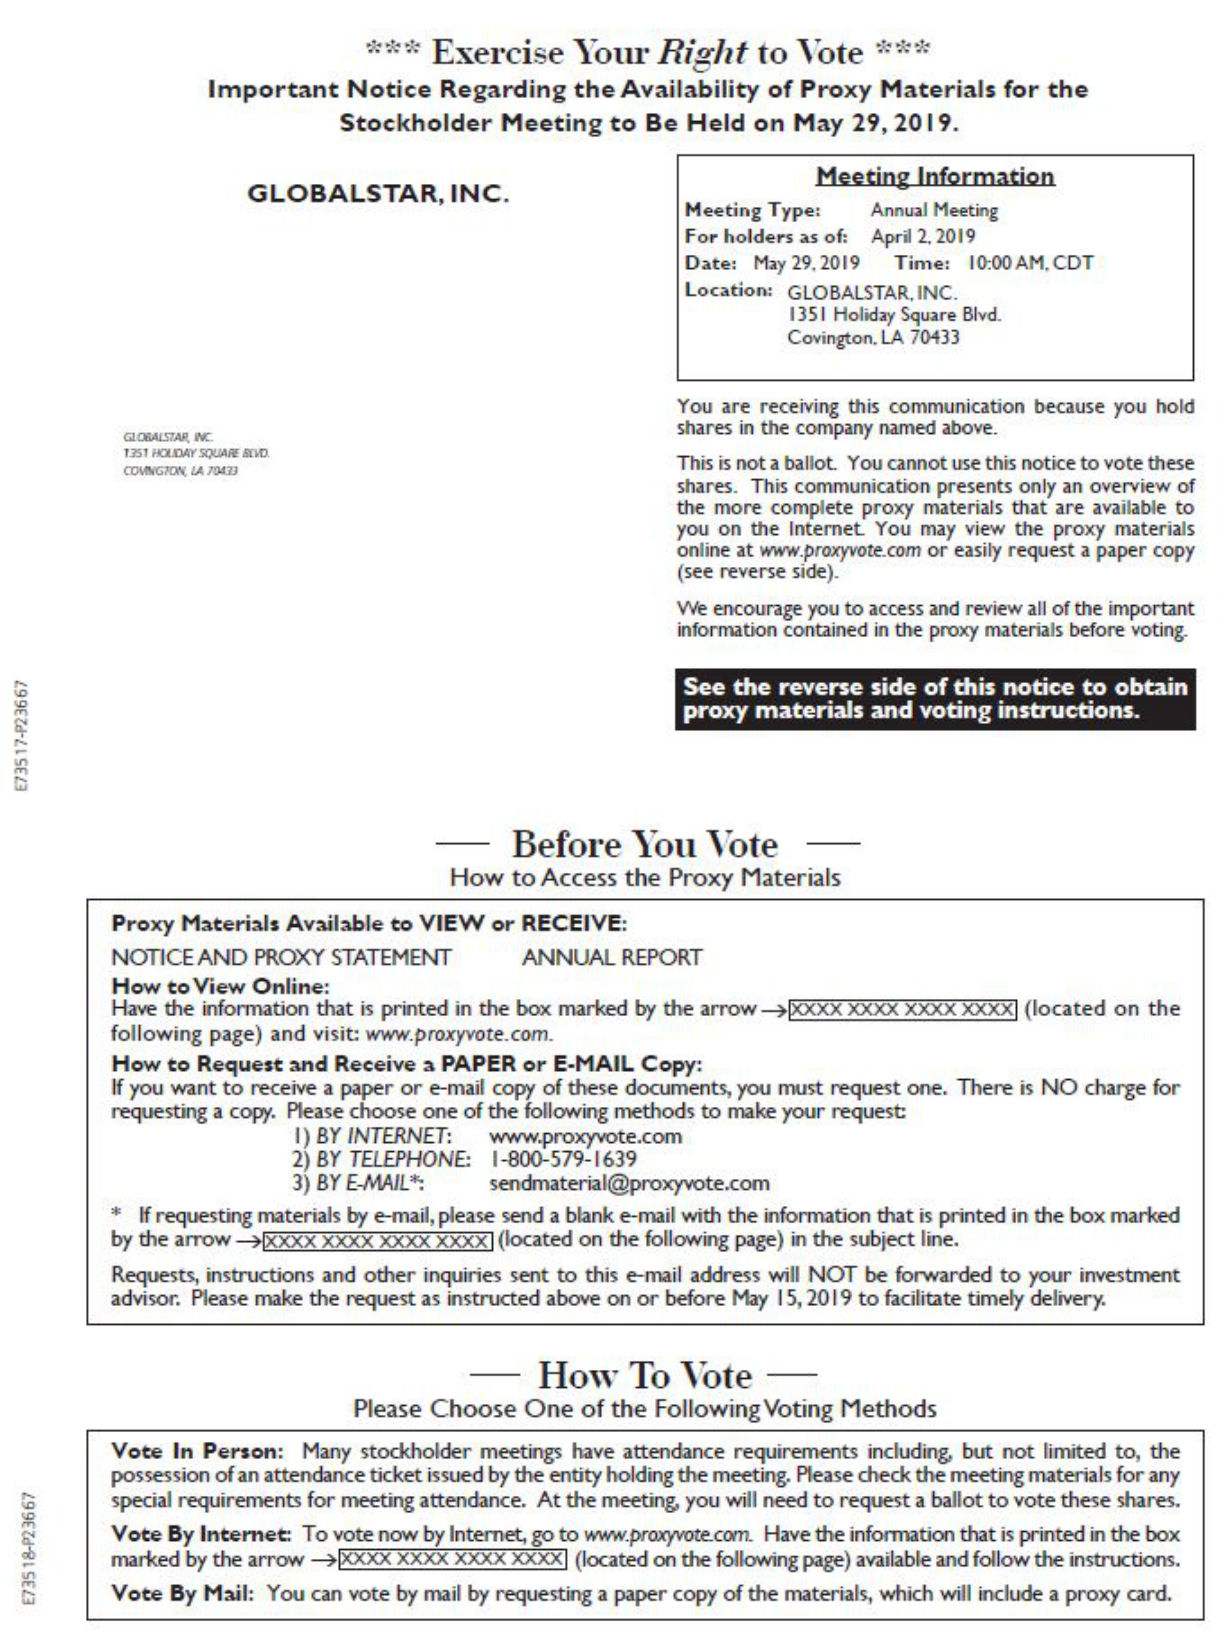 *** Exercise Your Right to Vote ***
Important Notice Regarding the Availability of Proxy Materials for the
Stockholder Meeting to Be Held on May 29, 2019.
GLOBALSTAR, INC.
GLOBALSTAR, INC.
1351 HOLIDAY SQUARE BLVD.
COVINGTON, LA 70433
Meeting Information
Meeting Type: Annual Meeting
For holders as of: April 2, 2019
Date: May 29, 2019 Time: 10:00 AM, CDT
Location: GLOBALSTAR, INC.
1351 Holiday Square Blvd.
Covington, LA 70433
You are receiving this communication because you hold
shares in the company named above.
This is not a ballot. You cannot use this notice to vote these
shares. This communication presents only an overview of
the more complete proxy materials that are available to
you on the Internet. You may view the proxy materials
online at www.proxyvote.com or easily request a paper copy
(see reverse side).
We encourage you to access and review all of the important
information contained in the proxy materials before voting.
See the reverse side of this notice to obtain
proxy materials and voting instructions.
E73517-P23667
Before You Vote
How to Access the Proxy Materials
Proxy Materials Available to VIEW or RECEIVE:
NOTICE AND PROXY STATEMENT ANNUAL REPORT
How to View Online:
Have the information that is printed in the box marked by the arrow → XXXX XXXX XXXX XXXX (located on the
following page) and visit: www.proxyvote.com.
How to Request and Receive a PAPER or E-MAIL Copy:
If you want to receive a paper or e-mail copy of these documents, you must request one. There is NO charge for
requesting a copy. Please choose one of the following methods to make your request:
1) BY INTERNET: www.proxyvote.com
2) BY TELEPHONE: 1-800-579-1639
3) BY E-MAIL*: sendmaterial@proxyvote.com
* If requesting materials by e-mail, please send a blank e-mail with the information that is printed in the box marked
by the arrow → XXXX XXXX XXXX XXXX (located on the following page) in the subject line.
Requests, instructions and other inquiries sent to this e-mail address will NOT be forwarded to your investment
advisor. Please make the request as instructed above on or before May 15, 2019 to facilitate timely delivery.
How To Vote
Please Choose One of the Following Voting Methods
Vote In Person: Many stockholder meetings have attendance requirements including, but not limited to, the
possession of an attendance ticket issued by the entity holding the meeting. Please check the meeting materials for any
special requirements for meeting attendance. At the meeting, you will need to request a ballot to vote these shares.
Vote By Internet: To vote now by Internet, go to www.proxyvote.com. Have the information that is printed in the box
marked by the arrow → XXXX XXXX XXXX XXXX (located on the following page) available and follow the instructions.
Vote By Mail: You can vote by mail by requesting a paper copy of the materials, which will include a proxy card.
E73518-P23667